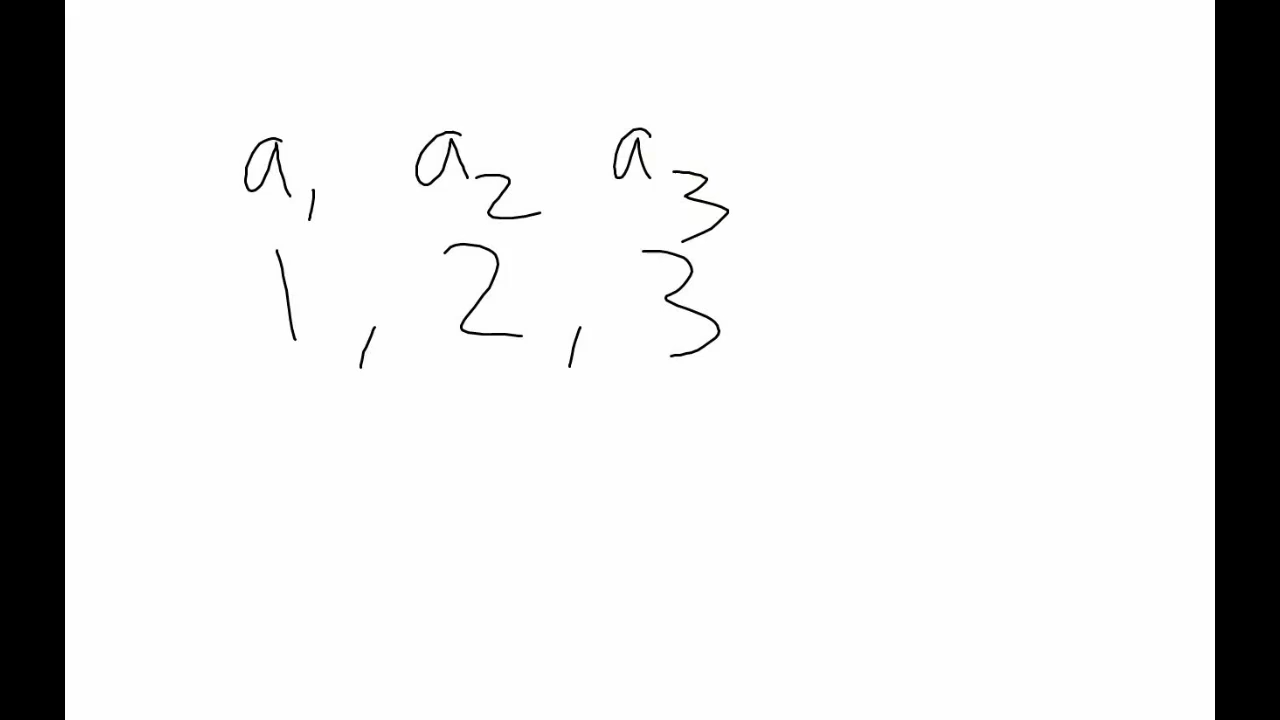 a₁ a₂ a₃
1, 2, 3